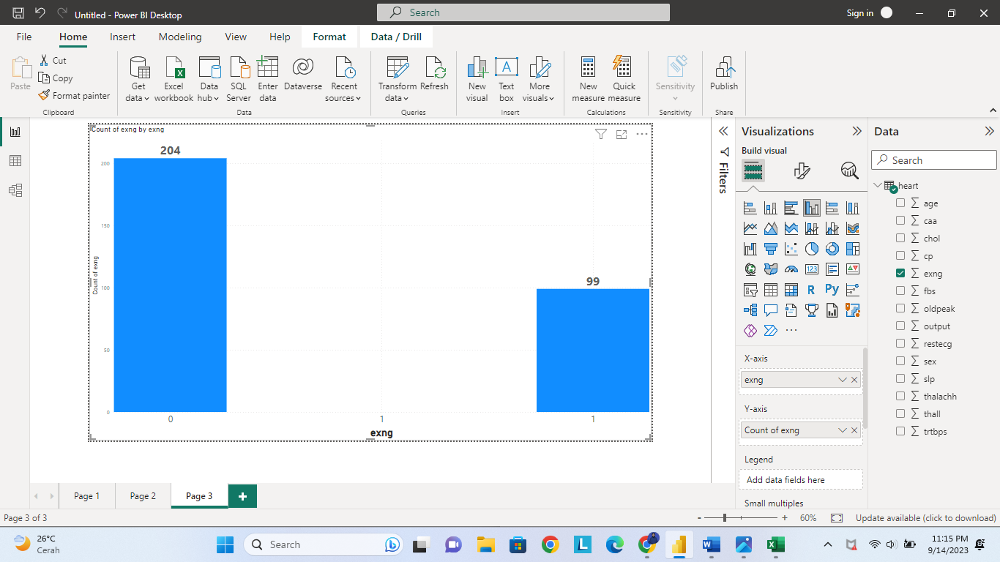 Untitled - Power BI Desktop
Search
Sign in
File
Home
Insert
Modeling
View
Help
Format
Data / Drill
Paste
Cut
Copy
Format painter
Clipboard
Get
data
Excel
workbook
Data
hub
SQL
Server
Enter
data
Dataverse
Recent
sources
Data
Transform
data
Refresh
Queries
New
visual
Text
box
More
visuals
Insert
New
measure
Quick
measure
Calculations
Sensitivity
Sensitivity
Publish
Share
Count of exng by exng
204
99
200
150
100
50
0
Count of exng
0
1
1
exng
Filters
Visualizations
Build visual
123
R
Py
X-axis
exng
Y-axis
Count of exng
Legend
Add data fields here
Small multiples
Data
Search
heart
age
caa
chol
cp
exng
fbs
oldpeak
output
restecg
sex
slp
thalachh
thall
trtbps
Page 1
Page 2
Page 3
Page 3 of 3
- + 60%
Update available (click to download)
26°C
Cerah
Search
11:15 PM
9/14/2023